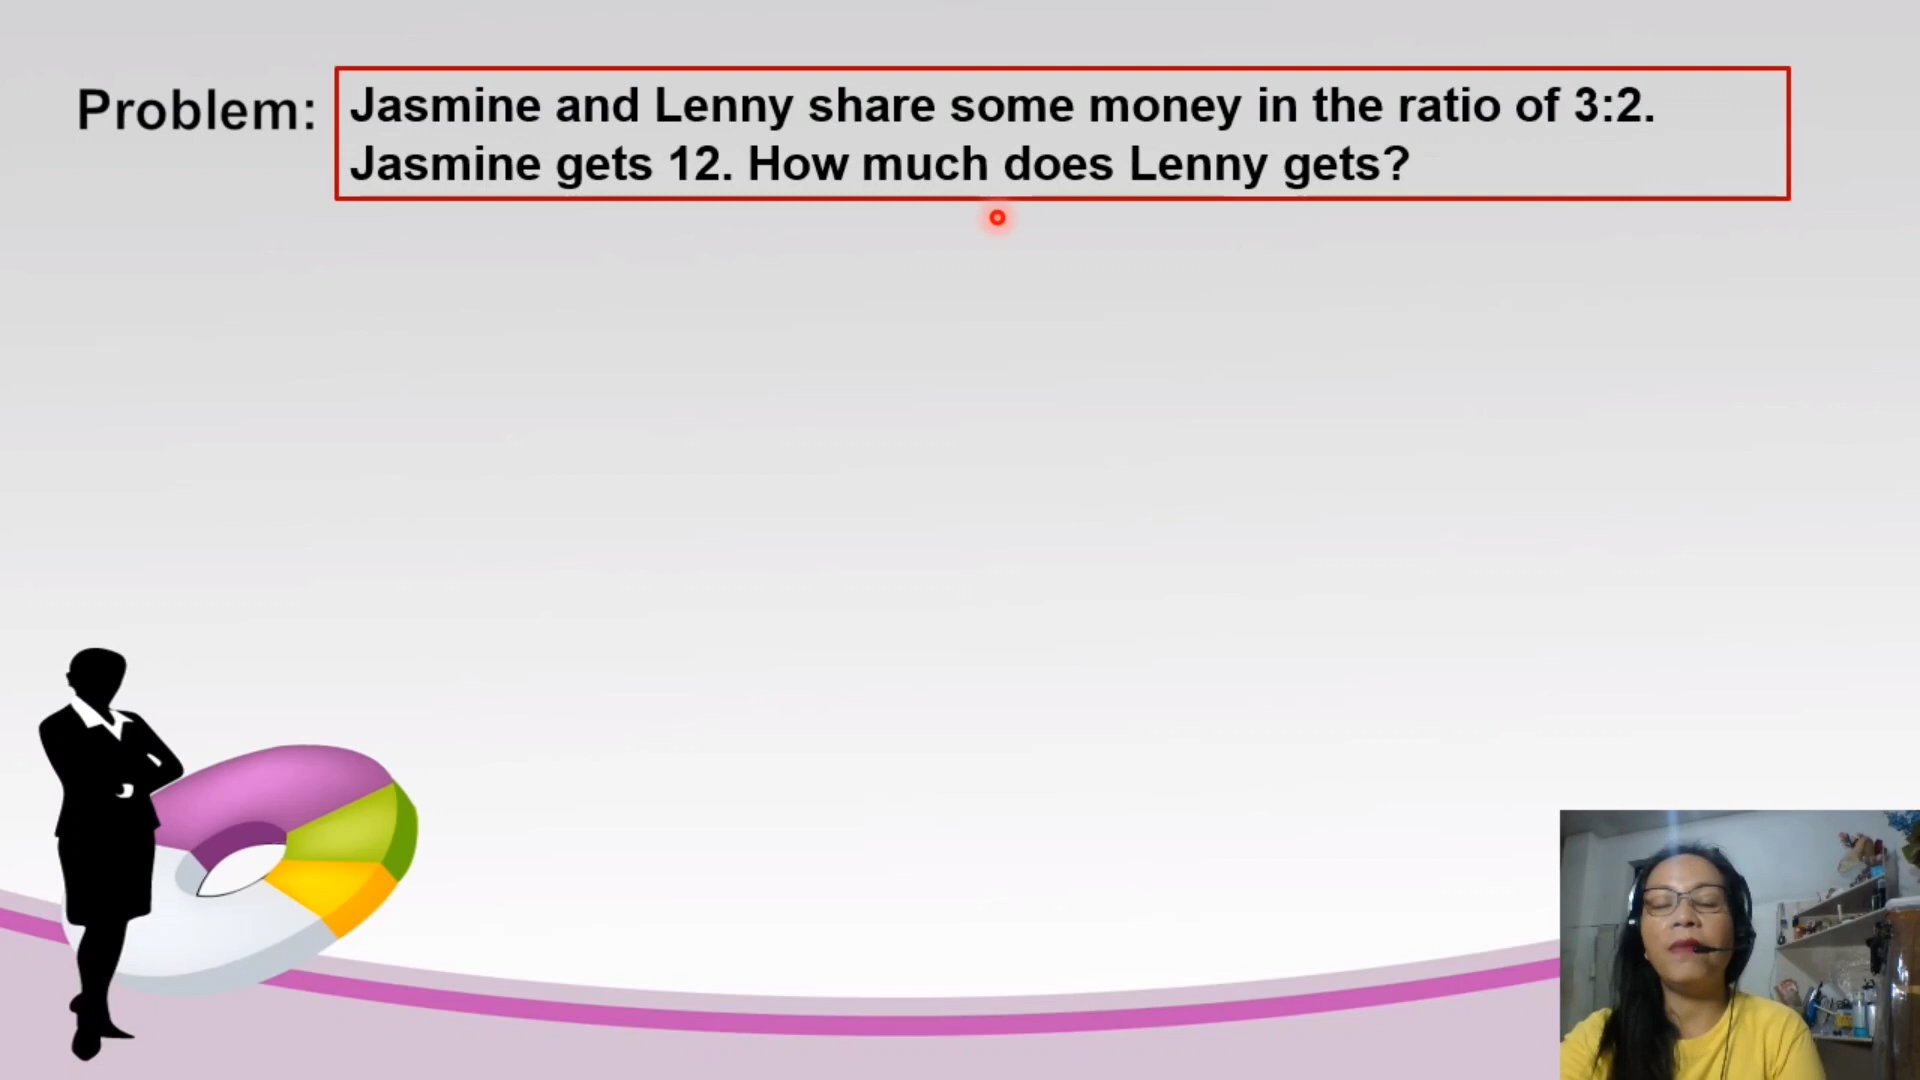 Problem:
Jasmine and Lenny share some money in the ratio of 3:2.
Jasmine gets 12. How much does Lenny gets?